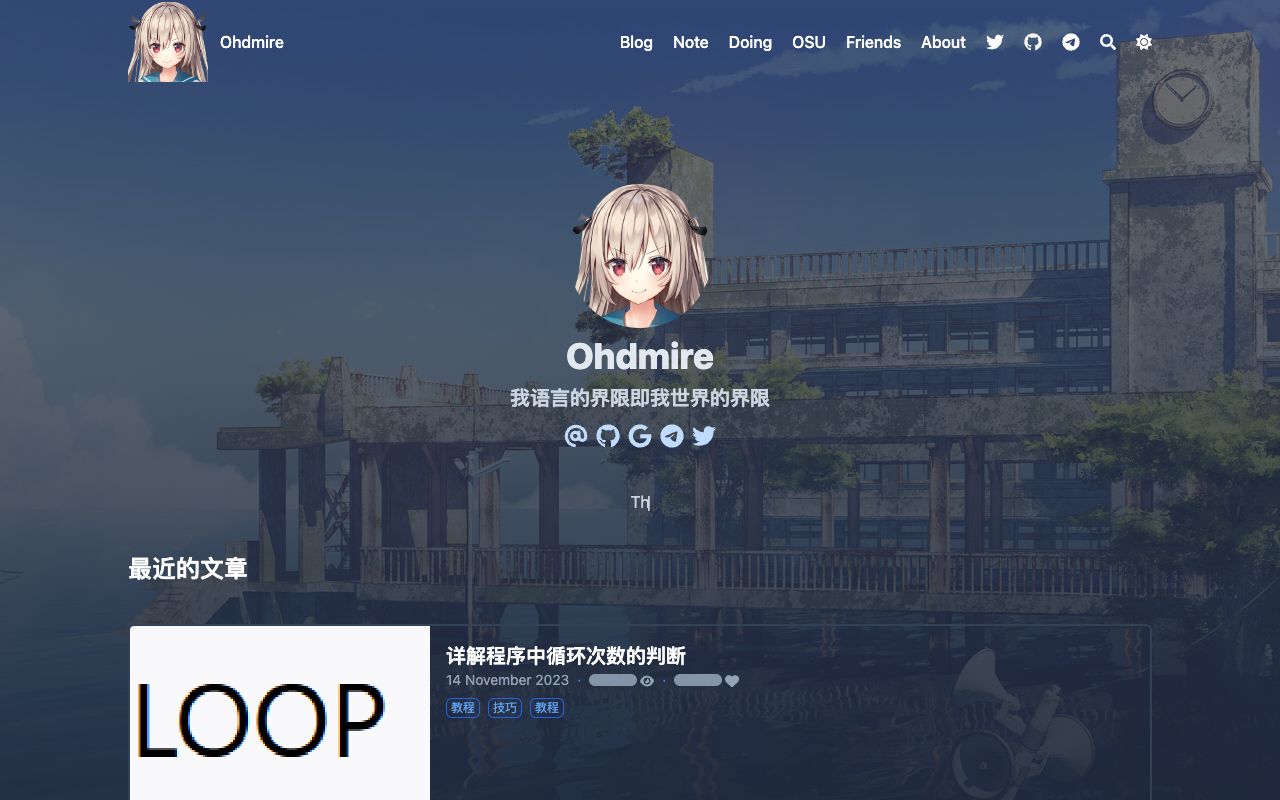 Ohdmire
Blog Note Doing OSU Friends About
Ohdmire
我语言的界限即我世界的界限
Th
最近的文章
LOOP
详解程序中循环次数的判断
14 November 2023 · ·
教程 技巧 教程